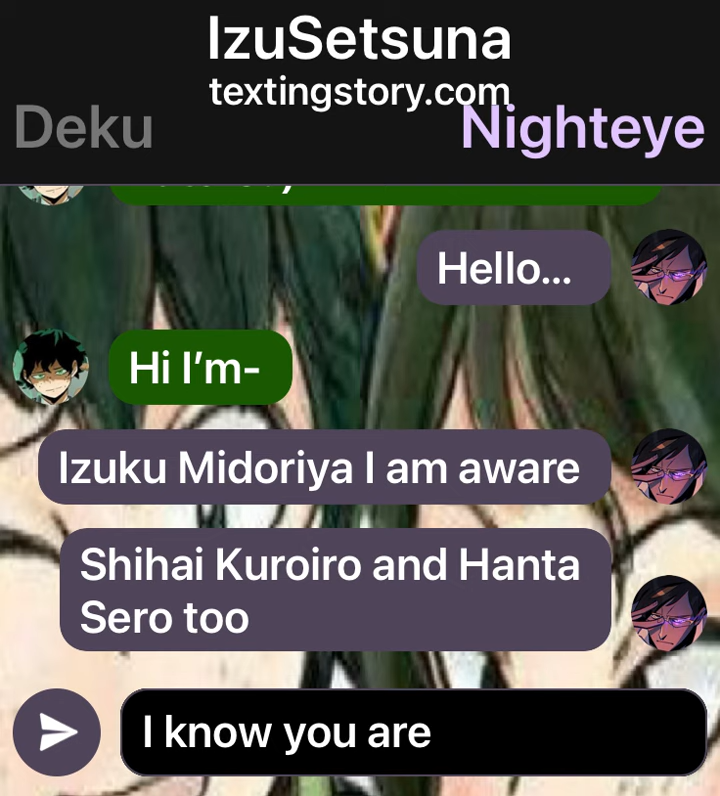 IzuSetsuna
textingstory.com
Deku
Nighteye
Hello...
Hi I’m-
Izuku Midoriya I am aware
Shihai Kuroiro and Hanta
Sero too
I know you are